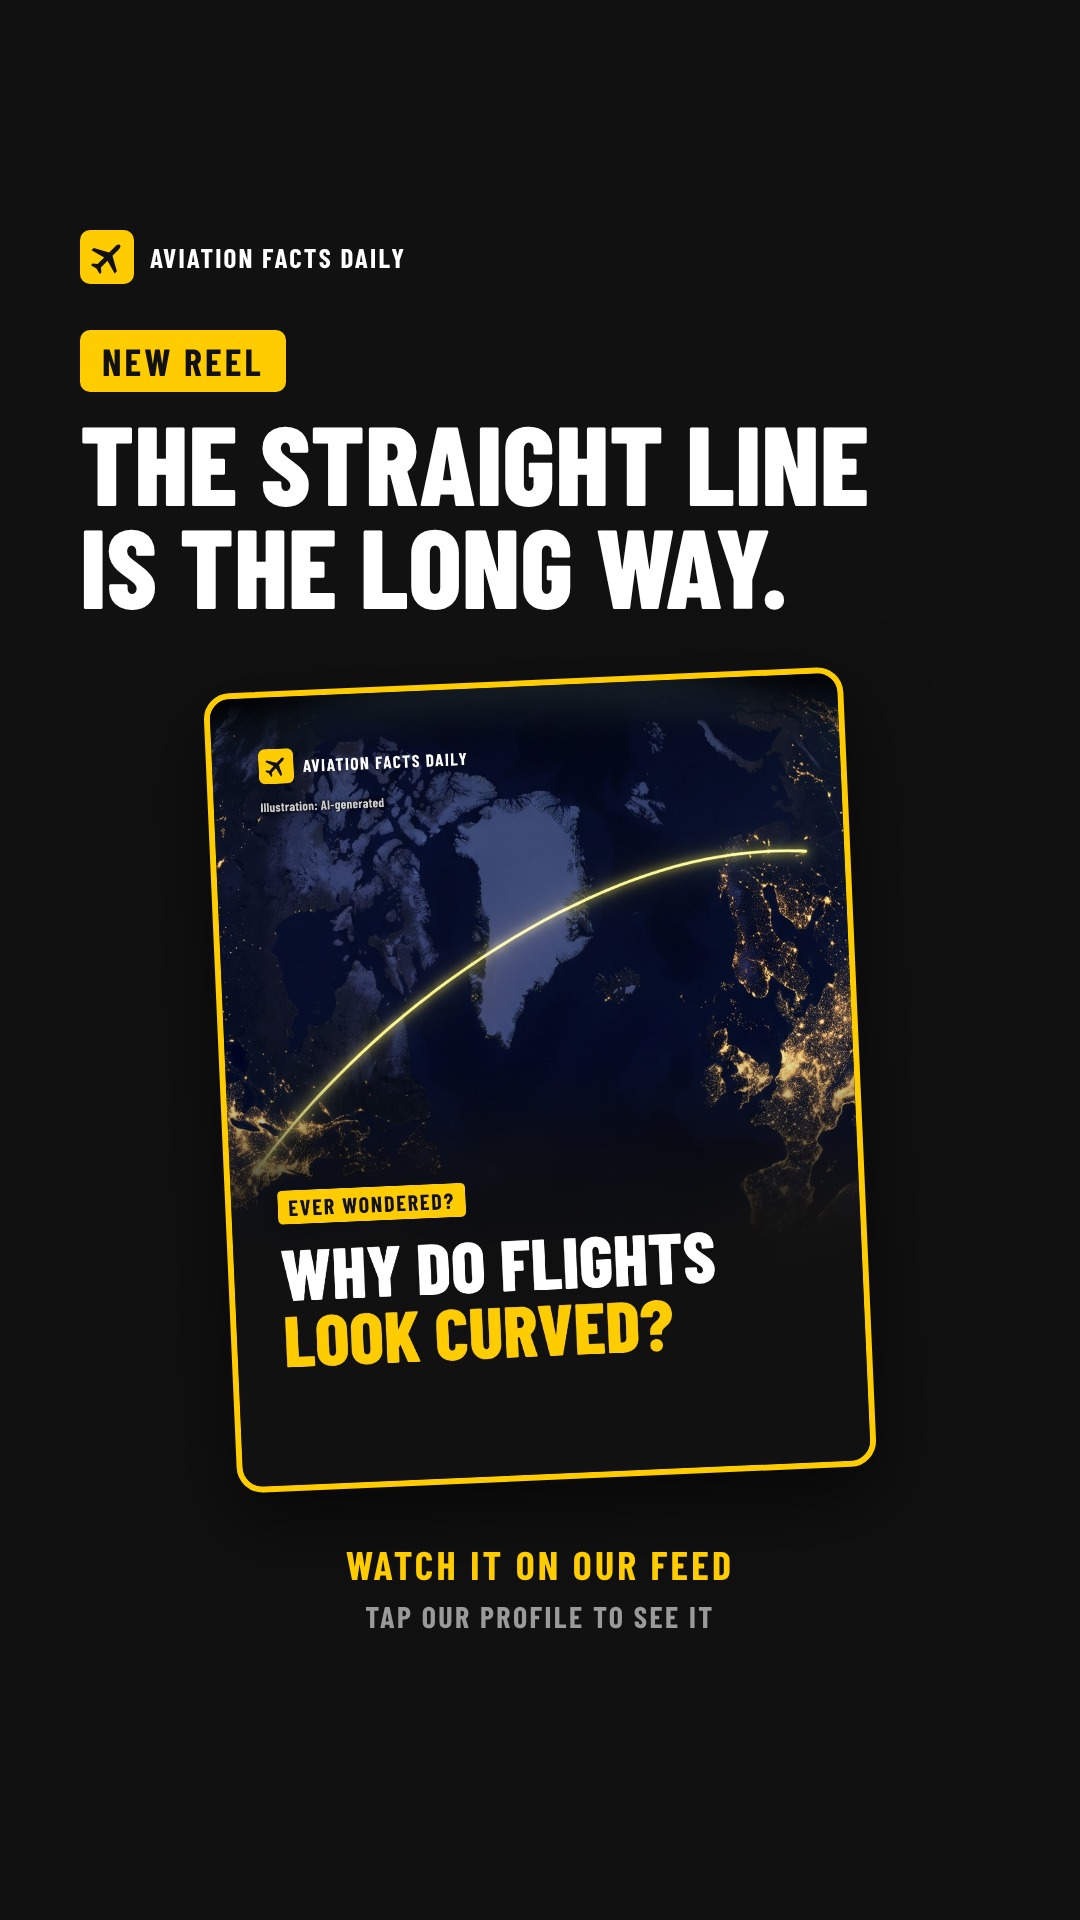 AVIATION FACTS DAILY
NEW REEL
THE STRAIGHT LINE
IS THE LONG WAY.
AVIATION FACTS DAILY
Illustration: AI-generated
EVER WONDERED?
WHY DO FLIGHTS
LOOK CURVED?
WATCH IT ON OUR FEED
TAP OUR PROFILE TO SEE IT